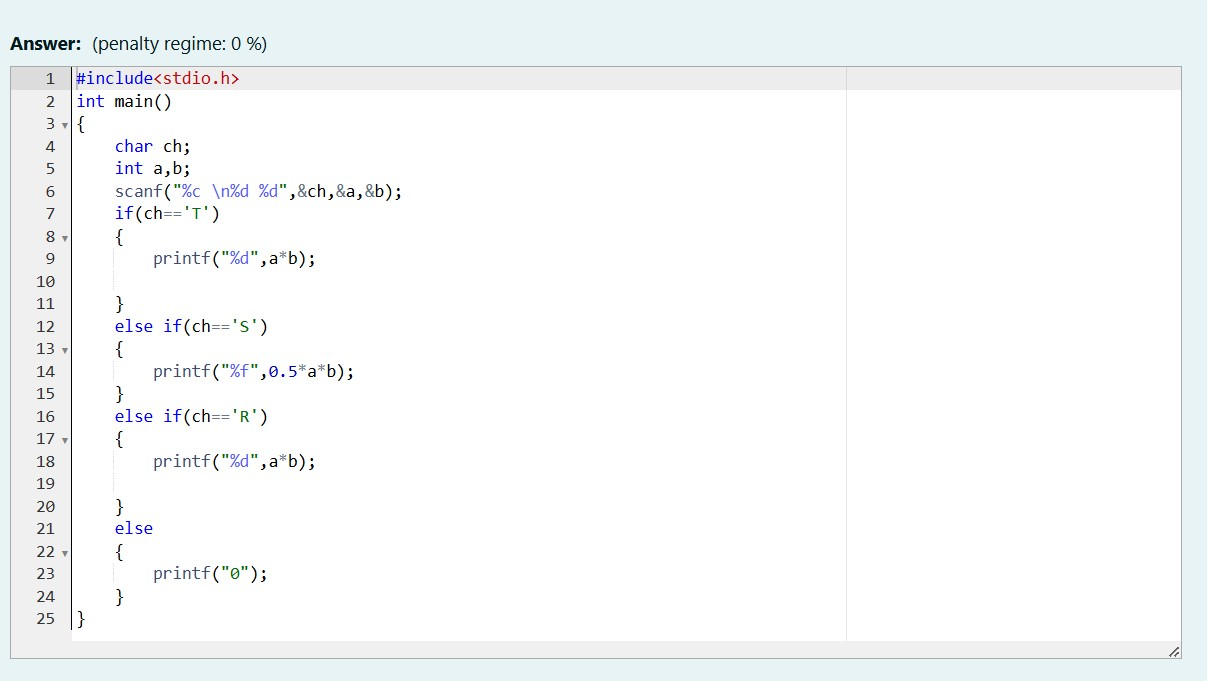 Answer: (penalty regime: 0 %)
1 #include<stdio.h>
2 int main()
3 {
4     char ch;
5     int a,b;
6     scanf("%c \n%d %d",&ch,&a,&b);
7     if(ch=='T')
8     {
9         printf("%d",a*b);
10
11     }
12     else if(ch=='S')
13     {
14         printf("%f",0.5*a*b);
15     }
16     else if(ch=='R')
17     {
18         printf("%d",a*b);
19
20     }
21     else
22     {
23         printf("0");
24     }
25 }